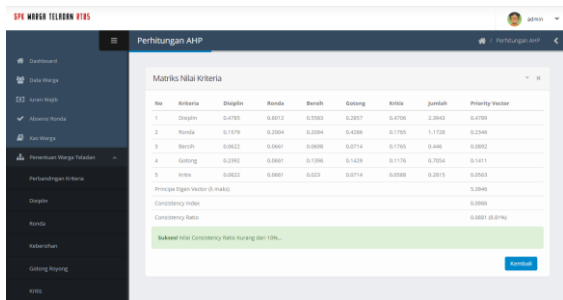 SPK WARGA TELADAN RT05
admin
Perhitungan AHP
/ Perhitungan AHP
Dashboard
Data Warga
Iuran Wajib
Absensi Ronda
Kas Warga
Penentuan Warga Teladan
Perbandingan Kriteria
Disiplin
Ronda
Kebersihan
Gotong Royong
Kritis
Matriks Nilai Kriteria
No Kriteria Disiplin Ronda Bersih Gotong Kritis Jumlah Priority Vector
1 Disiplin 0.4785 0.6012 0.5583 0.2857 0.4706 2.3943 0.4789
2 Ronda 0.1979 0.2004 0.2094 0.4286 0.1765 1.1728 0.2346
3 Bersih 0.0622 0.0661 0.0698 0.0714 0.1765 0.446 0.0892
4 Gotong 0.2392 0.0661 0.1396 0.1429 0.1176 0.7054 0.1411
5 Kritis 0.0622 0.0661 0.023 0.0714 0.0588 0.2815 0.0563
Principe Eigen Vector (λ maks) 5.3946
Consistency Index 0.0986
Consistency Ratio 0.0881 (8.81%)
Sukses! Nilai Consistency Ratio Kurang dari 10%...
Kembali